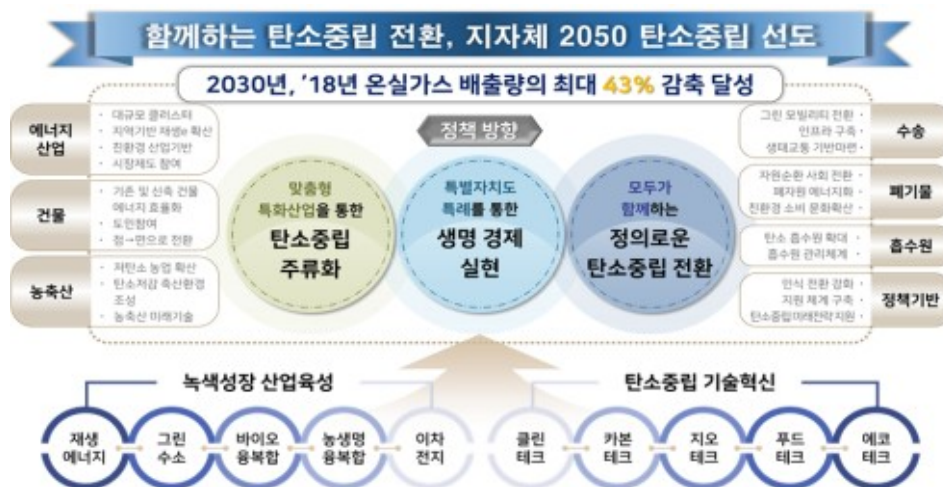 함께하는 탄소중립 전환, 지자체 2050 탄소중립 선도
2030년, '18년 온실가스 배출량의 최대 43% 감축 달성
정책 방향
에너지
산업
· 대규모 클러스터
· 지역기반 재생e 확산
· 친환경 산업기반
· 시장제도 참여
건물
· 기존 및 신축 건물
에너지 효율화
· 도민참여
· 점→면으로 전환
농축산
· 저탄소 농업 확산
· 탄소저감 축산환경
조성
· 농축산 미래기술
맞춤형
특화산업을 통한
탄소중립
주류화
특별자치도
특례를 통한
생명 경제
실현
모두가
함께하는
정의로운
탄소중립 전환
그린 모빌리티 전환 ·
인프라 구축 ·
생태교통 기반마련 ·
수송
자원순환 사회 전환 ·
폐자원 에너지화 ·
친환경 소비 문화확산 ·
폐기물
탄소 흡수원 확대 ·
흡수원 관리체계 ·
흡수원
인식 전환 강화 ·
지원 체계 구축 ·
탄소중립미래전략지원 ·
정책기반
녹색성장 산업육성
재생
에너지
그린
수소
바이오
융복합
농생명
융복합
이차
전지
탄소중립 기술혁신
클린
테크
카본
테크
지오
테크
푸드
테크
에코
테크